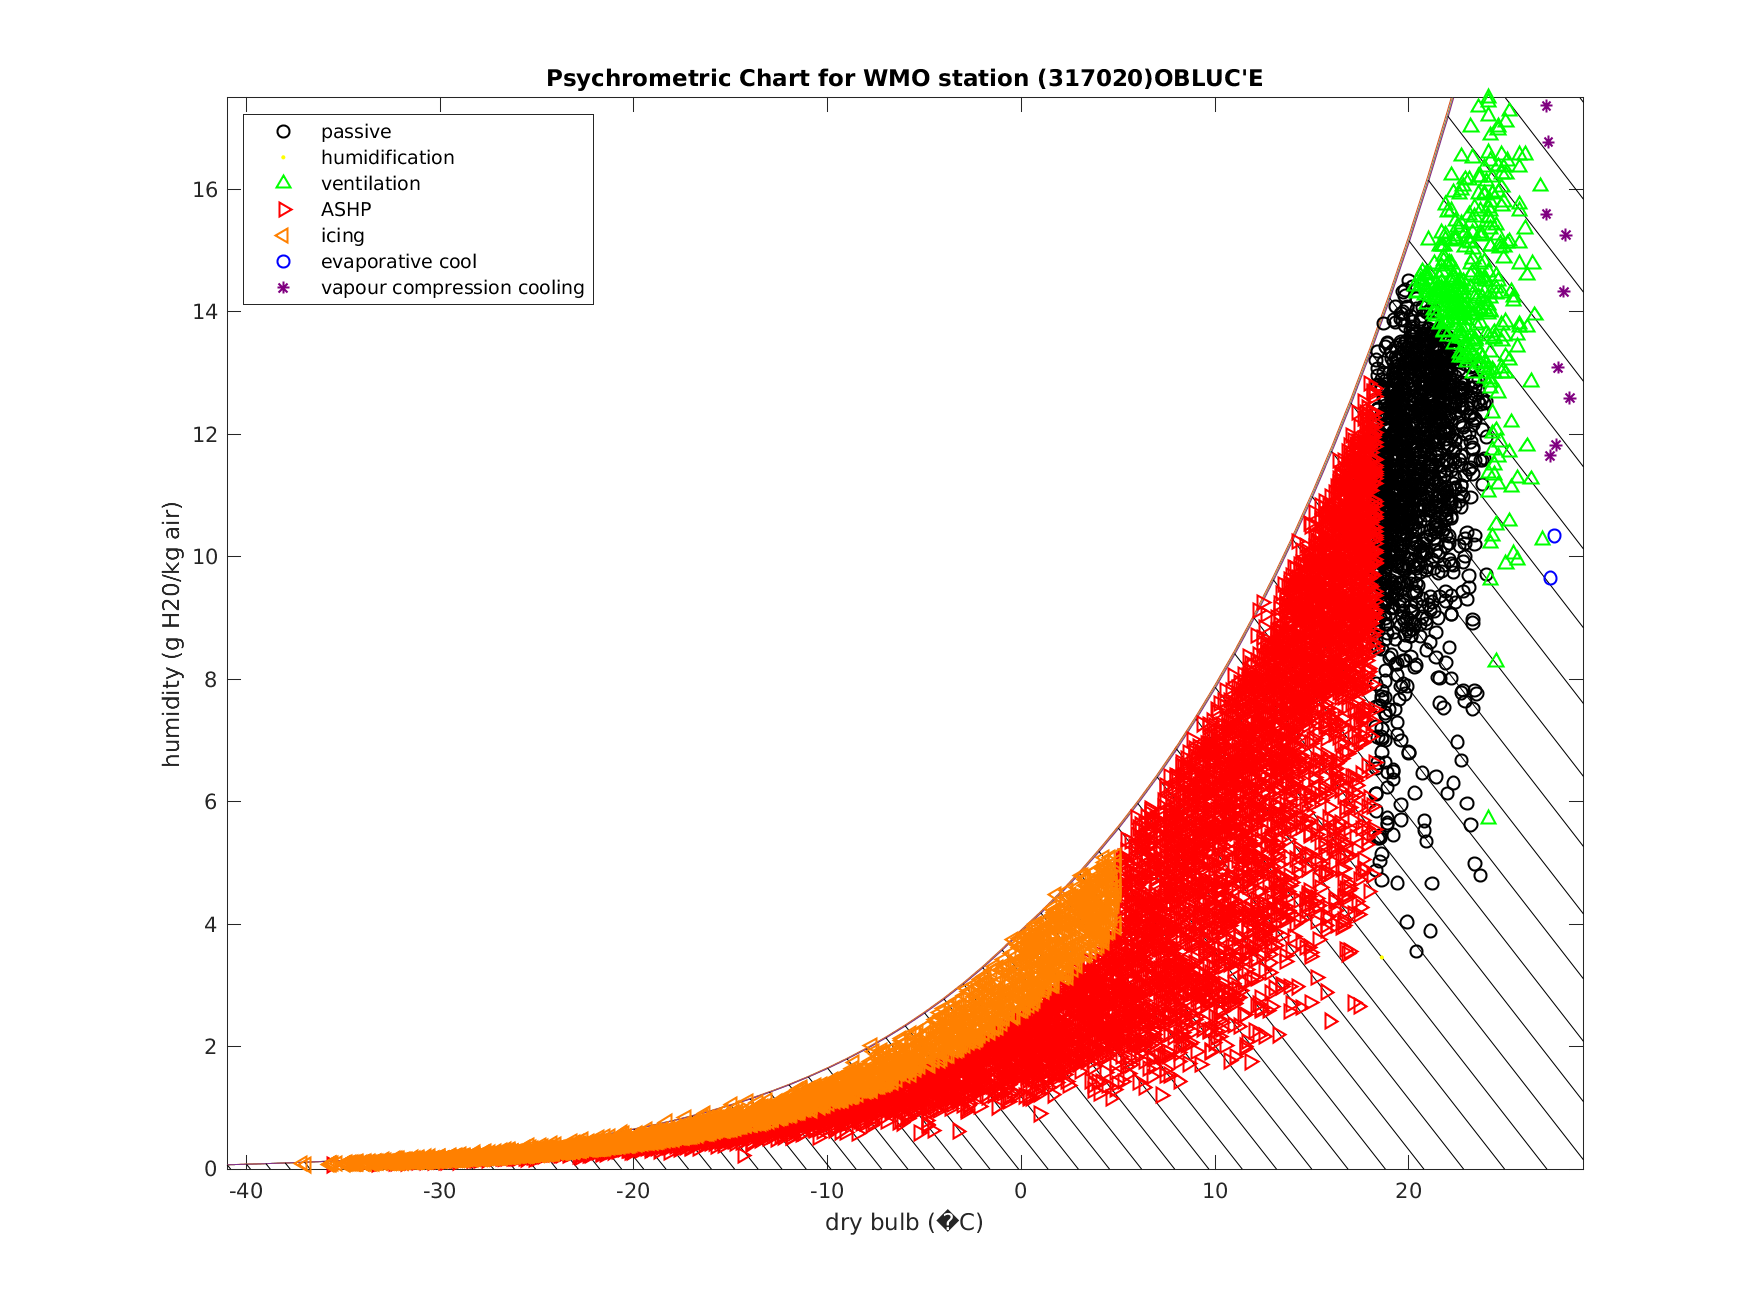 Psychrometric Chart for WMO station (317020)OBLUC'E
passive
humidification
ventilation
ASHP
icing
evaporative cool
vapour compression cooling
16
14
12
10
8
6
4
2
0
humidity (g H20/kg air)
-40 -30 -20 -10 0 10 20
dry bulb (�C)